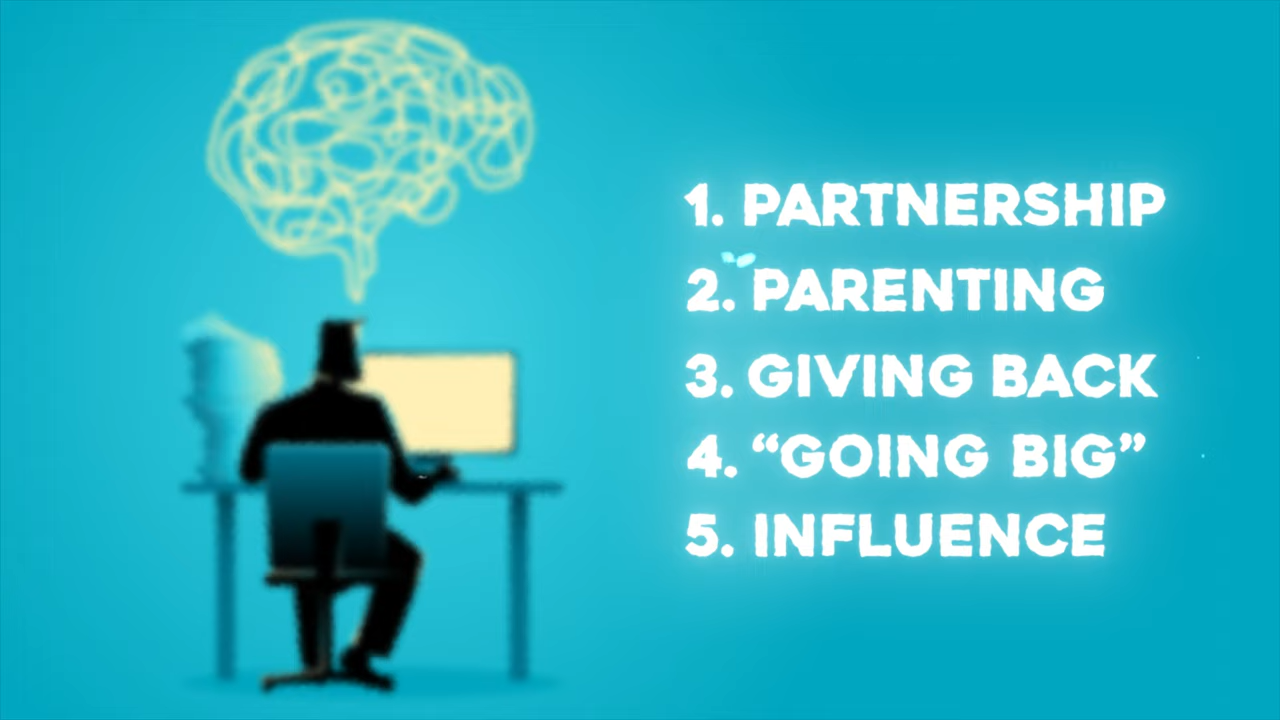 1. PARTNERSHIP
2. PARENTING
3. GIVING BACK
4. “GOING BIG”
5. INFLUENCE